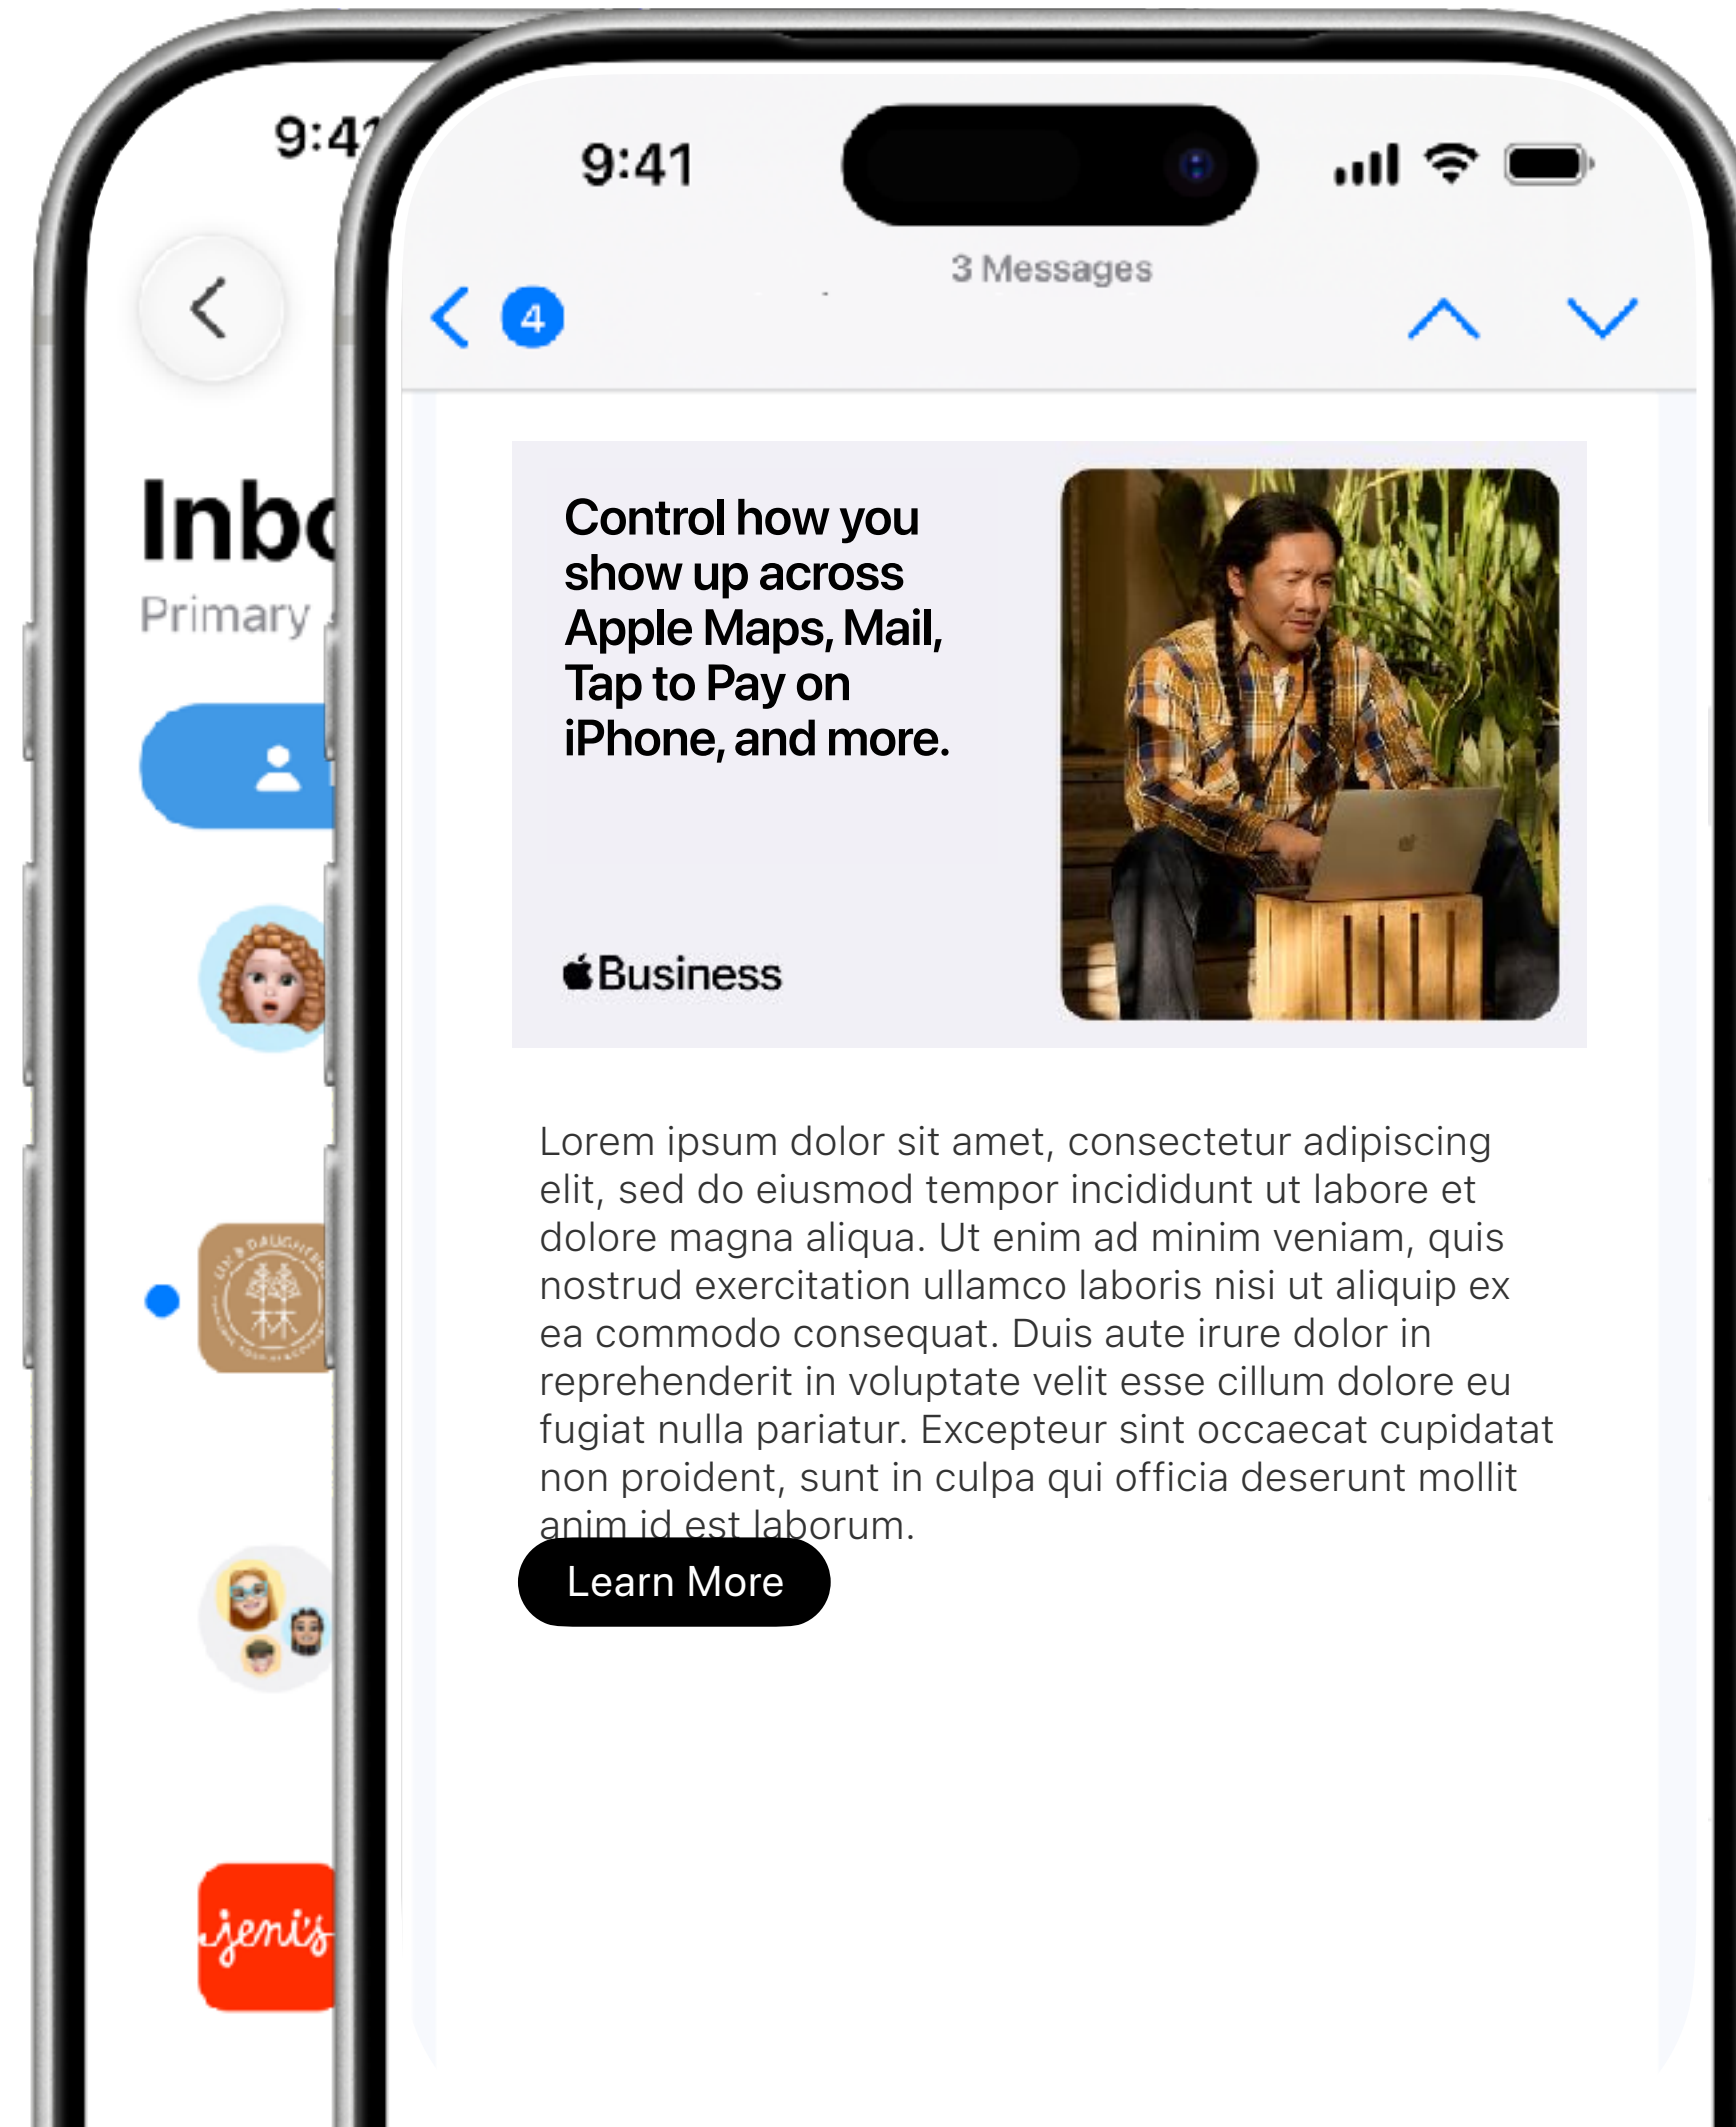 9:41
Inbo
Primary
jeni's
9:41
3 Messages
4
Control how you
show up across
Apple Maps, Mail,
Tap to Pay on
iPhone, and more.
Business
Lorem ipsum dolor sit amet, consectetur adipiscing
elit, sed do eiusmod tempor incididunt ut labore et
dolore magna aliqua. Ut enim ad minim veniam, quis
nostrud exercitation ullamco laboris nisi ut aliquip ex
ea commodo consequat. Duis aute irure dolor in
reprehenderit in voluptate velit esse cillum dolore eu
fugiat nulla pariatur. Excepteur sint occaecat cupidatat
non proident, sunt in culpa qui officia deserunt mollit
anim id est laborum.
Learn More